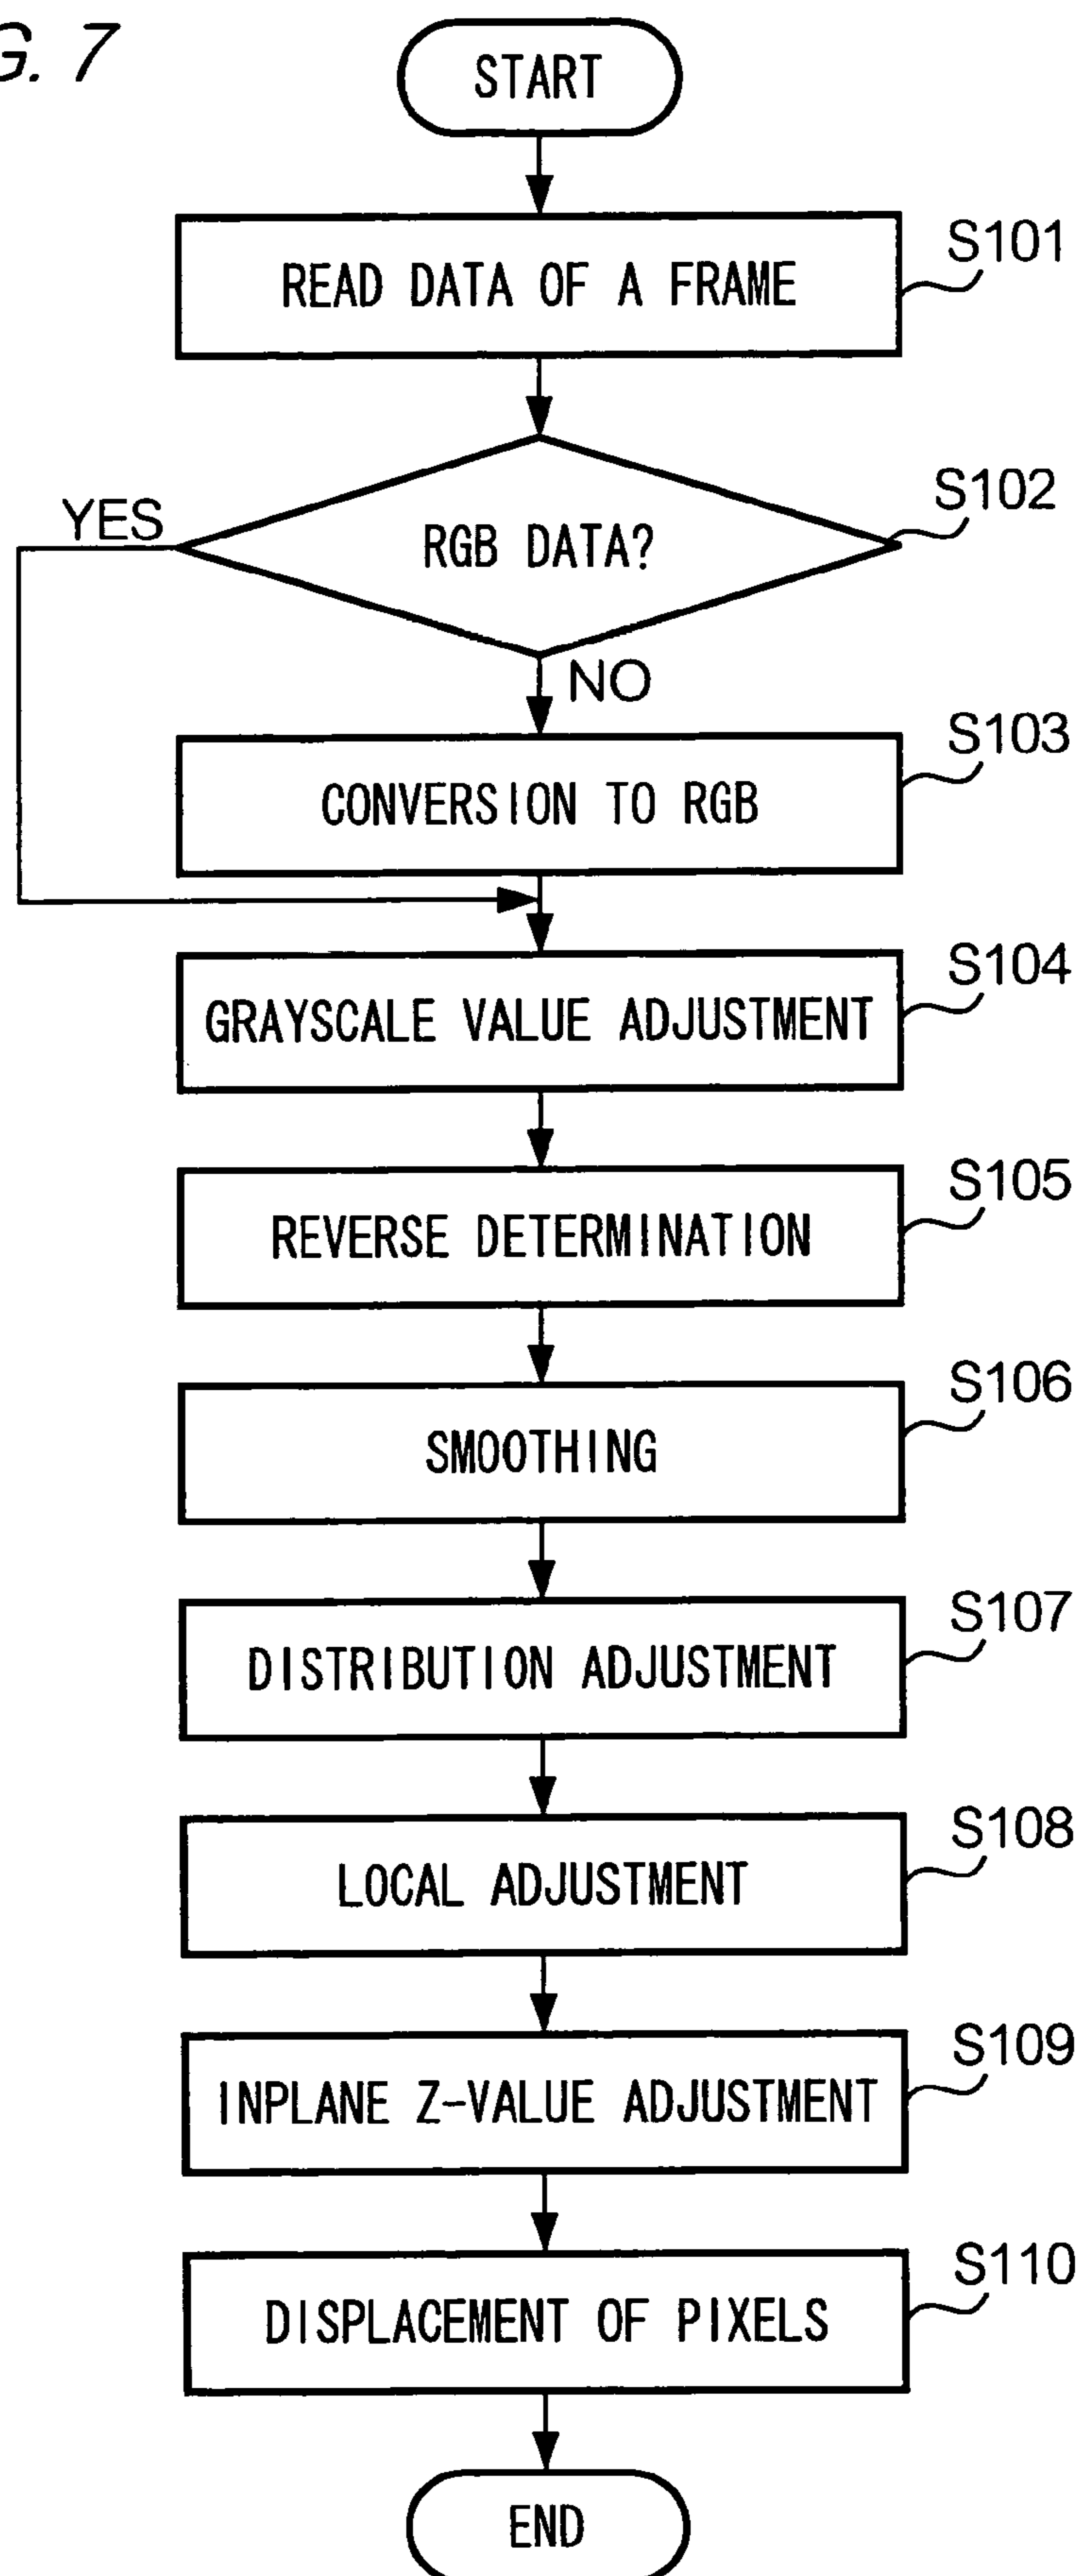 G. 7
START
READ DATA OF A FRAME
S101
YES
RGB DATA?
S102
NO
CONVERSION TO RGB
S103
GRAYSCALE VALUE ADJUSTMENT
S104
REVERSE DETERMINATION
S105
SMOOTHING
S106
DISTRIBUTION ADJUSTMENT
S107
LOCAL ADJUSTMENT
S108
INPLANE Z-VALUE ADJUSTMENT
S109
DISPLACEMENT OF PIXELS
S110
END